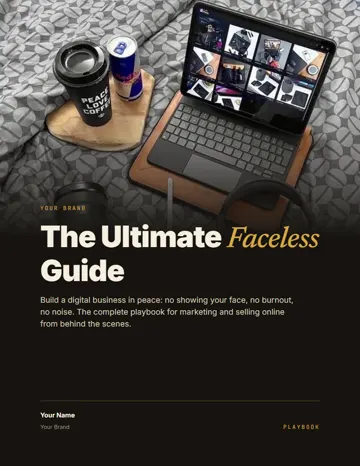 PEACE
LOVE
COFFEE
Red Bull
YOUR BRAND
The Ultimate Faceless
Guide
Build a digital business in peace: no showing your face, no burnout,
no noise. The complete playbook for marketing and selling online
from behind the scenes.
Your Name
Your Brand
PLAYBOOK